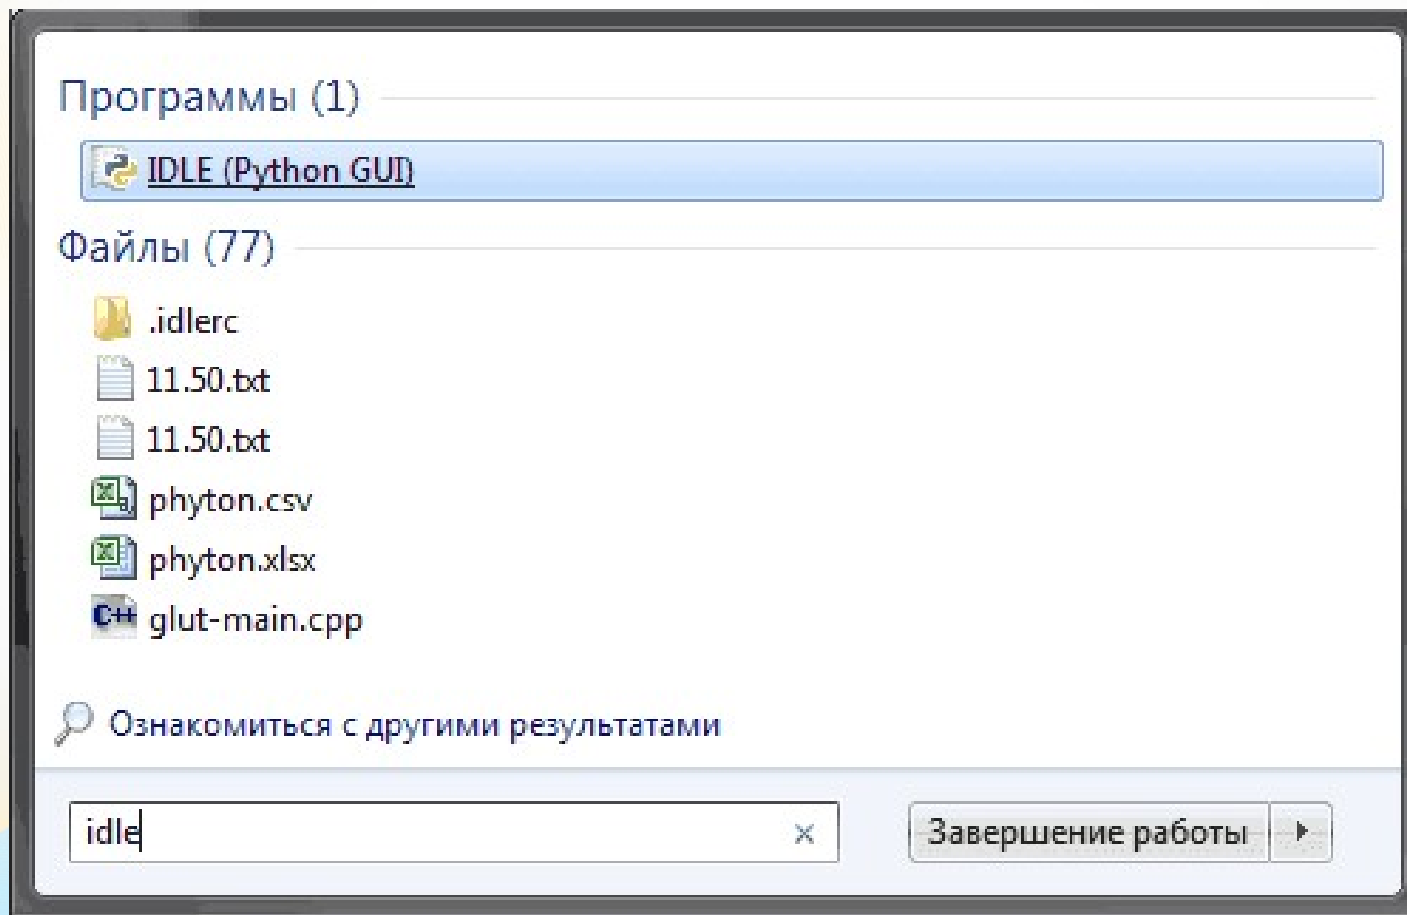 Программы (1)
IDLE (Python GUI)
Файлы (77)
.idlerc
11.50.txt
11.50.txt
phyton.csv
phyton.xlsx
glut-main.cpp
Ознакомиться с другими результатами
idle
Завершение работы